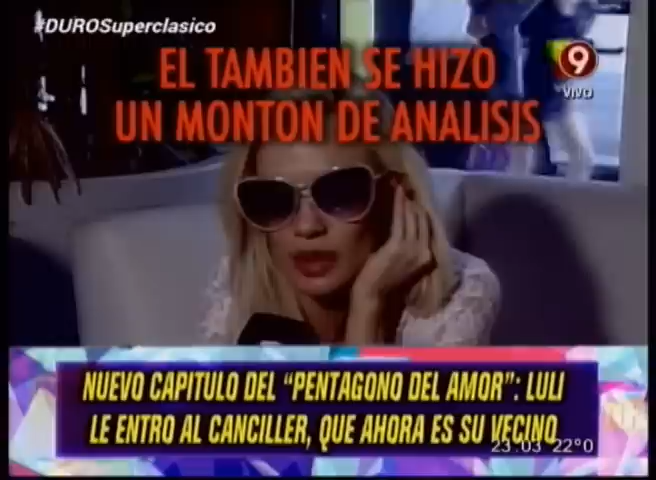 #DUROSuperclasico
EL TAMBIEN SE HIZO
UN MONTON DE ANALISIS
9
VIVO
NUEVO CAPITULO DEL "PENTAGONO DEL AMOR": LULI
LE ENTRO AL CANCILLER, QUE AHORA ES SU VECINO
23:03 22°0